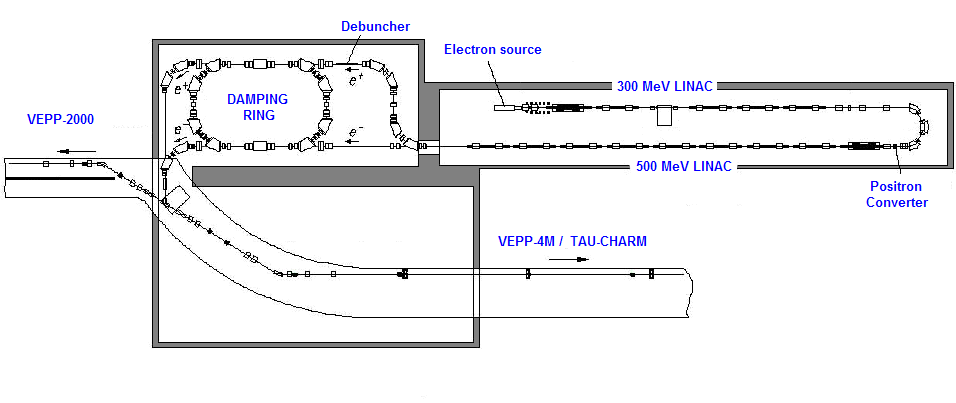 Debuncher
Electron source
300 MeV LINAC
e+
e+
DAMPING
RING
VEPP-2000
e-
e-
500 MeV LINAC
Positron
Converter
VEPP-4M / TAU-CHARM